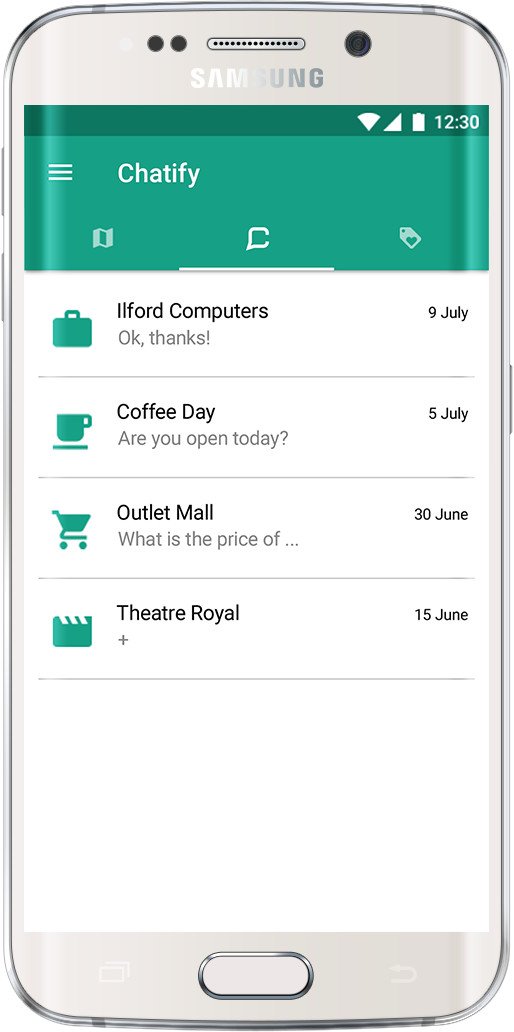 SAMSUNG
12:30
Chatify
Ilford Computers
9 July
Ok, thanks!
Coffee Day
5 July
Are you open today?
Outlet Mall
30 June
What is the price of ...
Theatre Royal
15 June
+